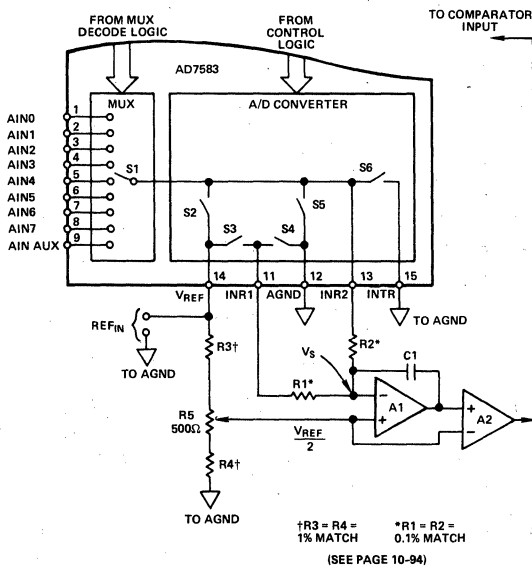 FROM MUX
DECODE LOGIC
FROM
CONTROL
LOGIC
TO COMPARATOR
INPUT
AD7583
MUX
A/D CONVERTER
AIN0 1
AIN1 2
AIN2 3
AIN3 4
AIN4 5
AIN5 6
AIN6 7
AIN7 8
AIN AUX 9
S1
S2
S3
S4
S5
S6
14
11
12
13
15
VREF
INR1
AGND
INR2
INTR
REFIN
TO AGND
TO AGND
R3†
R2*
VS
C1
R1*
A1
A2
−
+
+
−
R5
500Ω
VREF
2
R4†
TO AGND
†R3 = R4 =
1% MATCH
*R1 = R2 =
0.1% MATCH
(SEE PAGE 10-94)